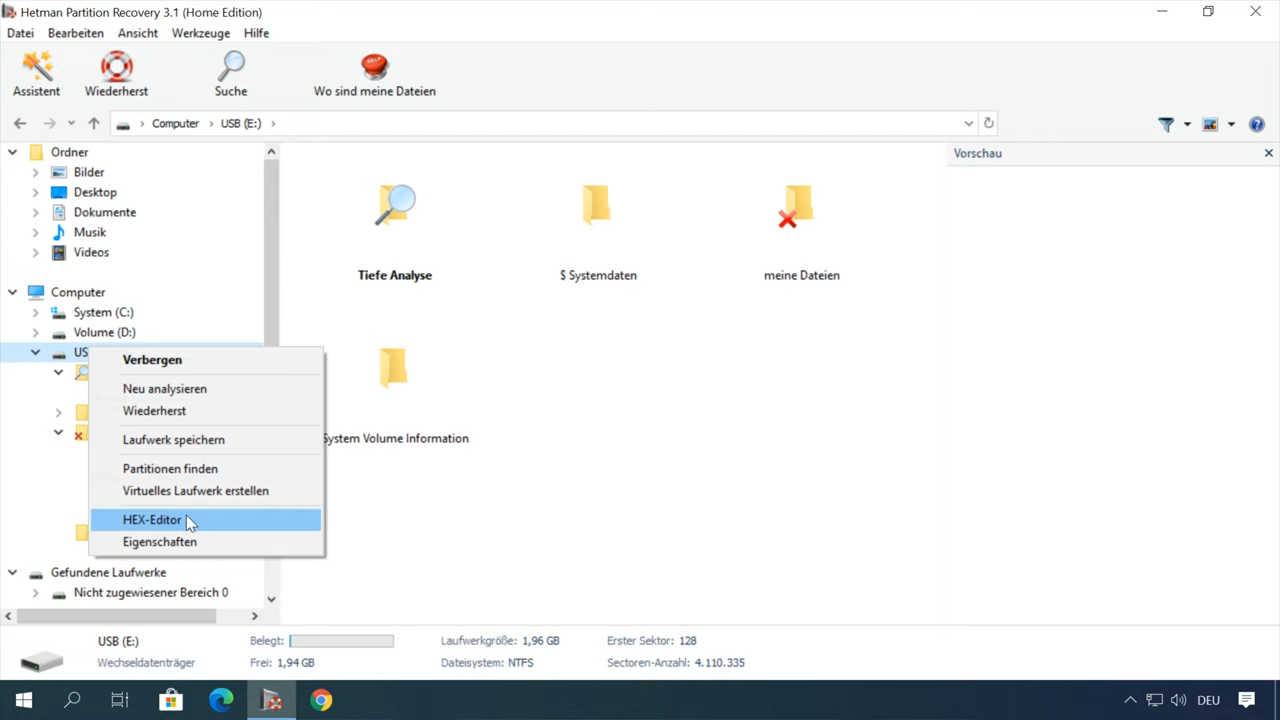 Hetman Partition Recovery 3.1 (Home Edition)
Datei Bearbeiten Ansicht Werkzeuge Hilfe
Assistent Wiederherst Suche Wo sind meine Dateien
Computer USB (E:)
Ordner
Bilder
Desktop
Dokumente
Musik
Videos
Computer
System (C:)
Volume (D:)
US
Verbergen
Neu analysieren
Wiederherst
Laufwerk speichern
Partitionen finden
Virtuelles Laufwerk erstellen
HEX-Editor
Eigenschaften
Gefundene Laufwerke
Nicht zugewiesener Bereich 0
Tiefe Analyse
$ Systemdaten
meine Dateien
System Volume Information
Vorschau
USB (E:) Belegt: Laufwerkgröße: 1,96 GB Erster Sektor: 128
Wechseldatenträger Frei: 1,94 GB Dateisystem: NTFS Sectoren-Anzahl: 4.110.335
DEU